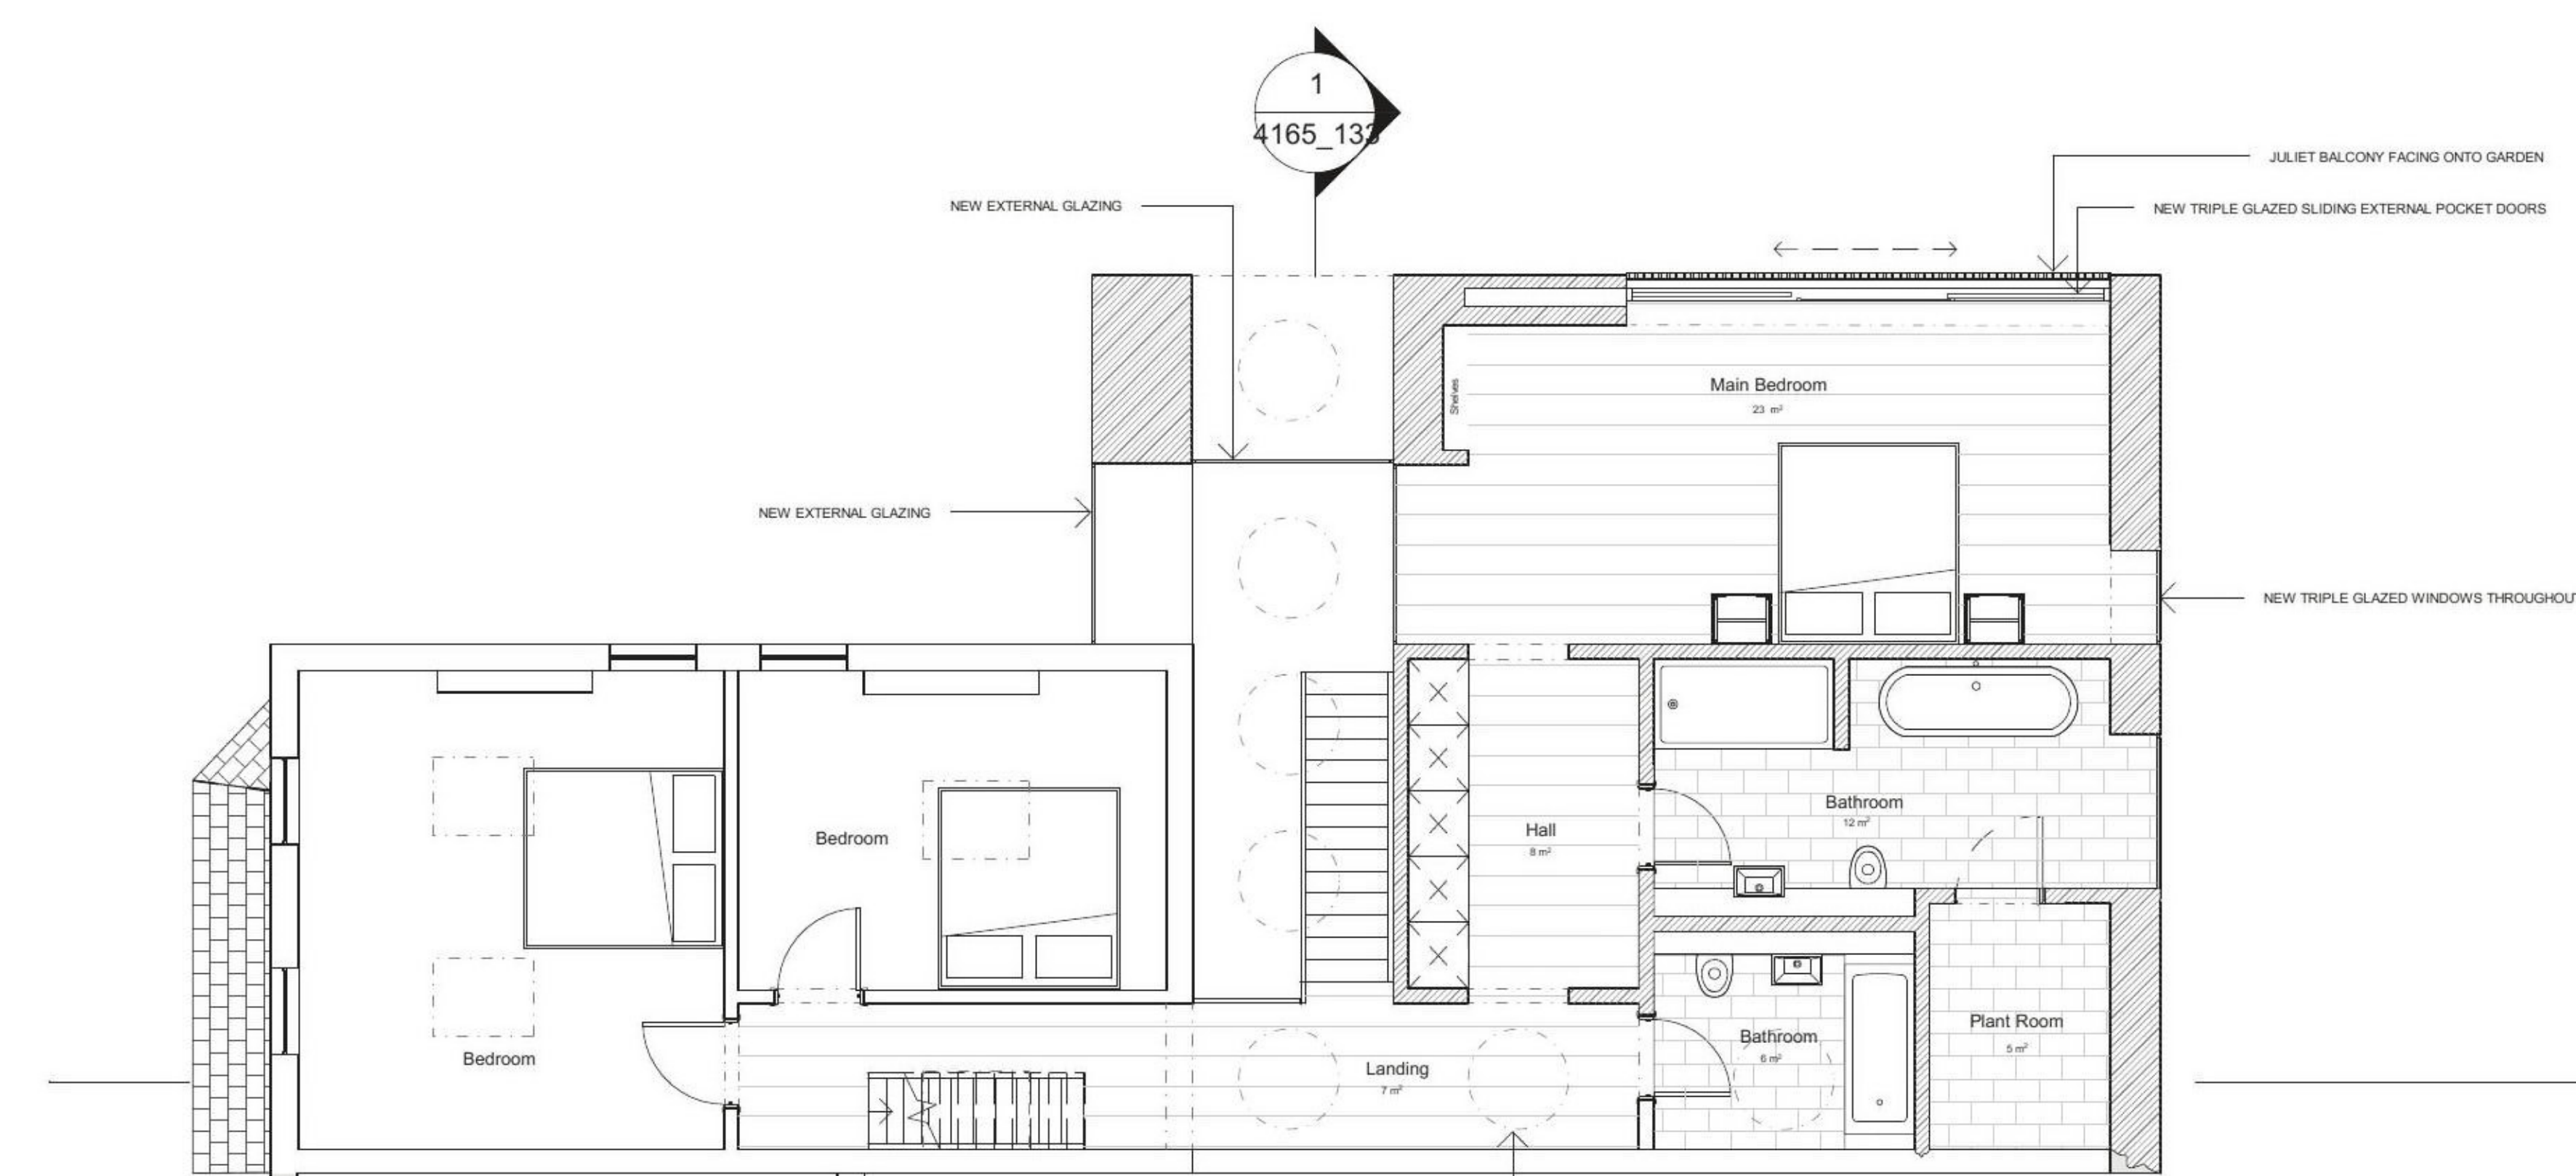 1
4165_133
JULIET BALCONY FACING ONTO GARDEN
NEW EXTERNAL GLAZING
NEW TRIPLE GLAZED SLIDING EXTERNAL POCKET DOORS
Main Bedroom
23 m²
Shelves
NEW EXTERNAL GLAZING
NEW TRIPLE GLAZED WINDOWS THROUGHOUT
Bedroom
Hall
8 m²
Bathroom
12 m²
Bedroom
Landing
7 m²
Bathroom
6 m²
Plant Room
5 m²